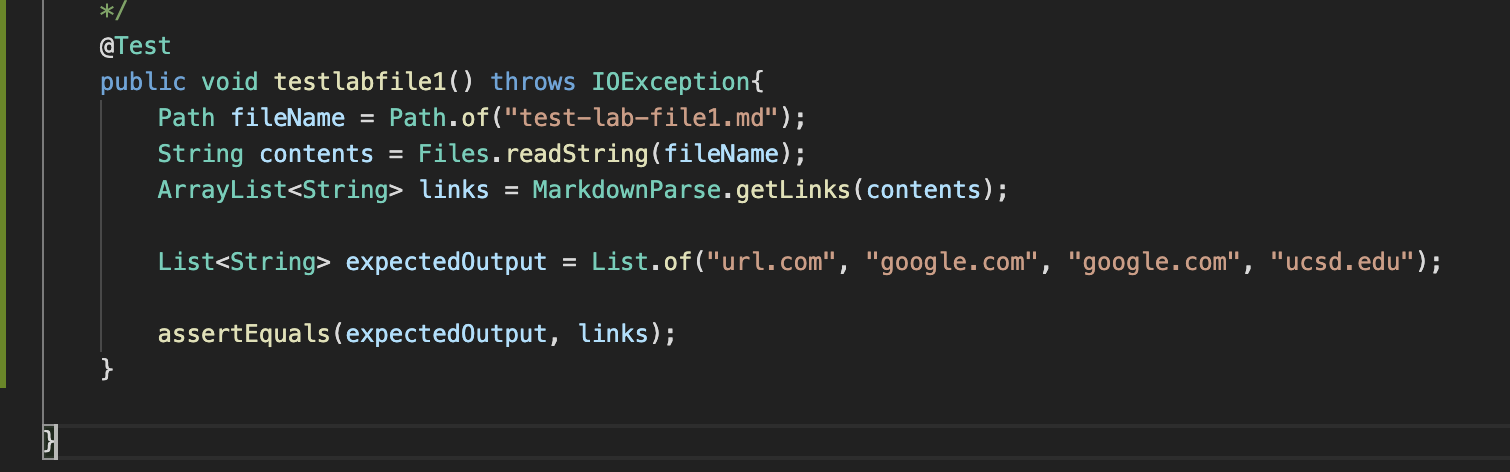 */
@Test
public void testlabfile1() throws IOException{
Path fileName = Path.of("test-lab-file1.md");
String contents = Files.readString(fileName);
ArrayList<String> links = MarkdownParse.getLinks(contents);
List<String> expectedOutput = List.of("url.com", "google.com", "google.com", "ucsd.edu");
assertEquals(expectedOutput, links);
}
}